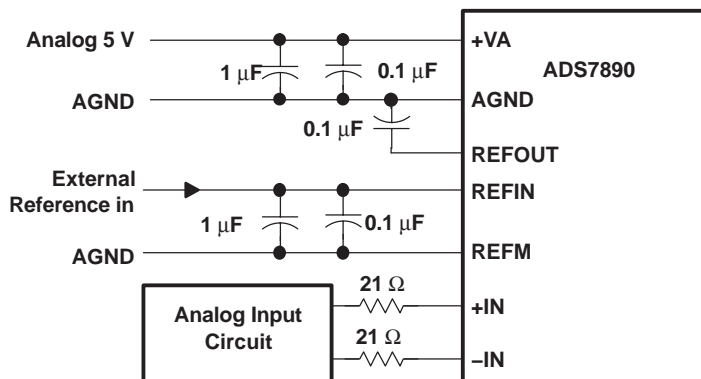 Analog 5 V
+VA
1 μF
0.1 μF
ADS7890
AGND
AGND
0.1 μF
REFOUT
External
Reference in
REFIN
1 μF
0.1 μF
AGND
REFM
21 Ω
+IN
Analog Input
Circuit
21 Ω
−IN